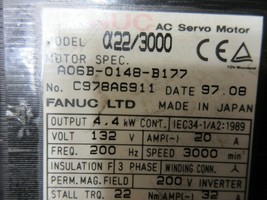 FANUC AC Servo Motor
MODEL α22/3000
MOTOR SPEC.
A06B-0148-B177
No. C978A6911 DATE 97.08
FANUC LTD MADE IN JAPAN
OUTPUT 4.4 kW CONT. IEC34-1/A2:1989
VOLT 132 V AMP(~) 20 A
FREQ. 200 Hz SPEED 3000 min
INSULATION F 3 PHASE WINDING CONN.
PERM.MAG.FIELD 200 V INVERTER
STALL TRQ. 22 Nm AMP(~) 32 A